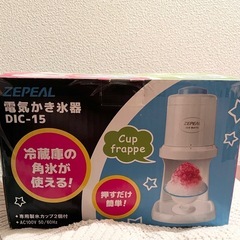 ZEPEAL
電気かき氷器
DIC-15
冷蔵庫の
角氷が
使える!
•専用製氷カップ2個付
•AC100V 50/60Hz
Cup
frappe
ZEPEAL
押すだけ
簡単!